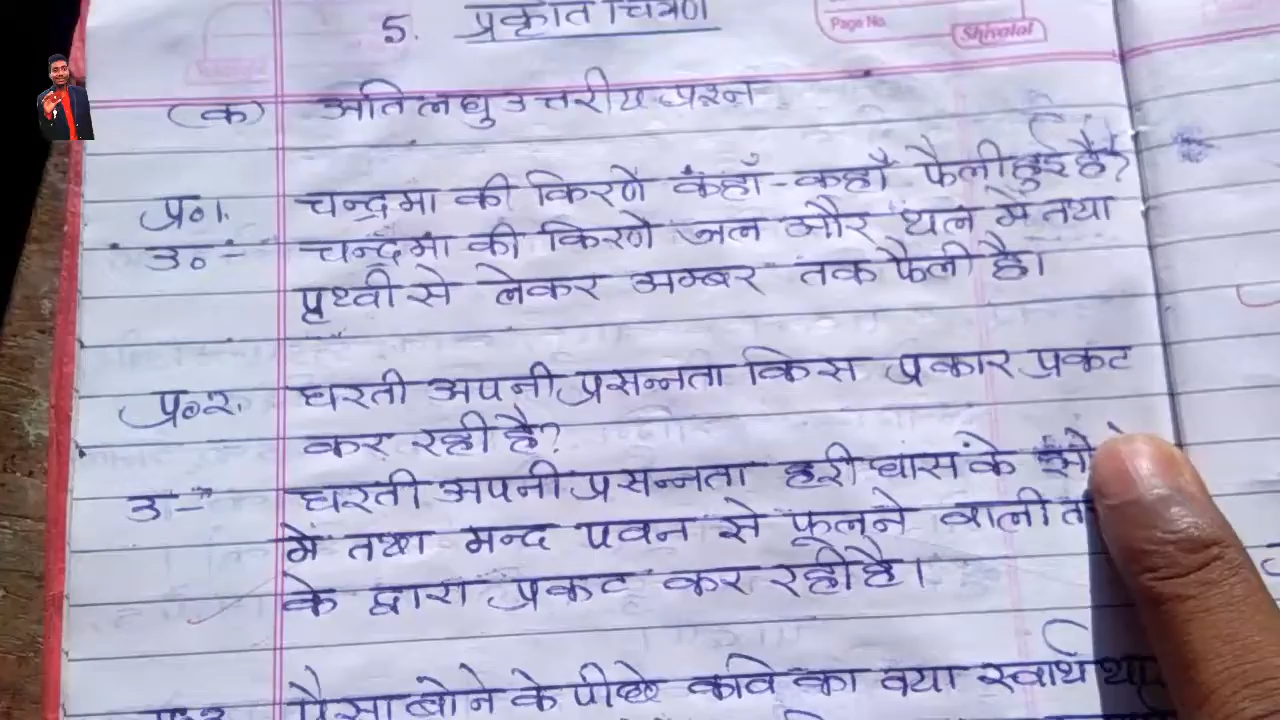 5. प्रकृति चित्रण
Page No.
Shivalal
(क) अतिलघु उत्तरीय प्रश्न
प्र०1. चन्द्रमा की किरणें कहाँ-कहाँ फैली हुई है?
उ०- चन्द्रमा की किरणें जल और थल में तथा
पृथ्वी से लेकर अम्बर तक फैली है।
प्र०२. धरती अपनी प्रसन्नता किस प्रकार प्रकट
कर रही है?
उ- धरती अपनी प्रसन्नता हरी घास के
में तथा मन्द पवन से फूलने वाली
के द्वारा प्रकट कर रही है।
पैसा बोने के पीछे कवि का क्या स्वार्थ था